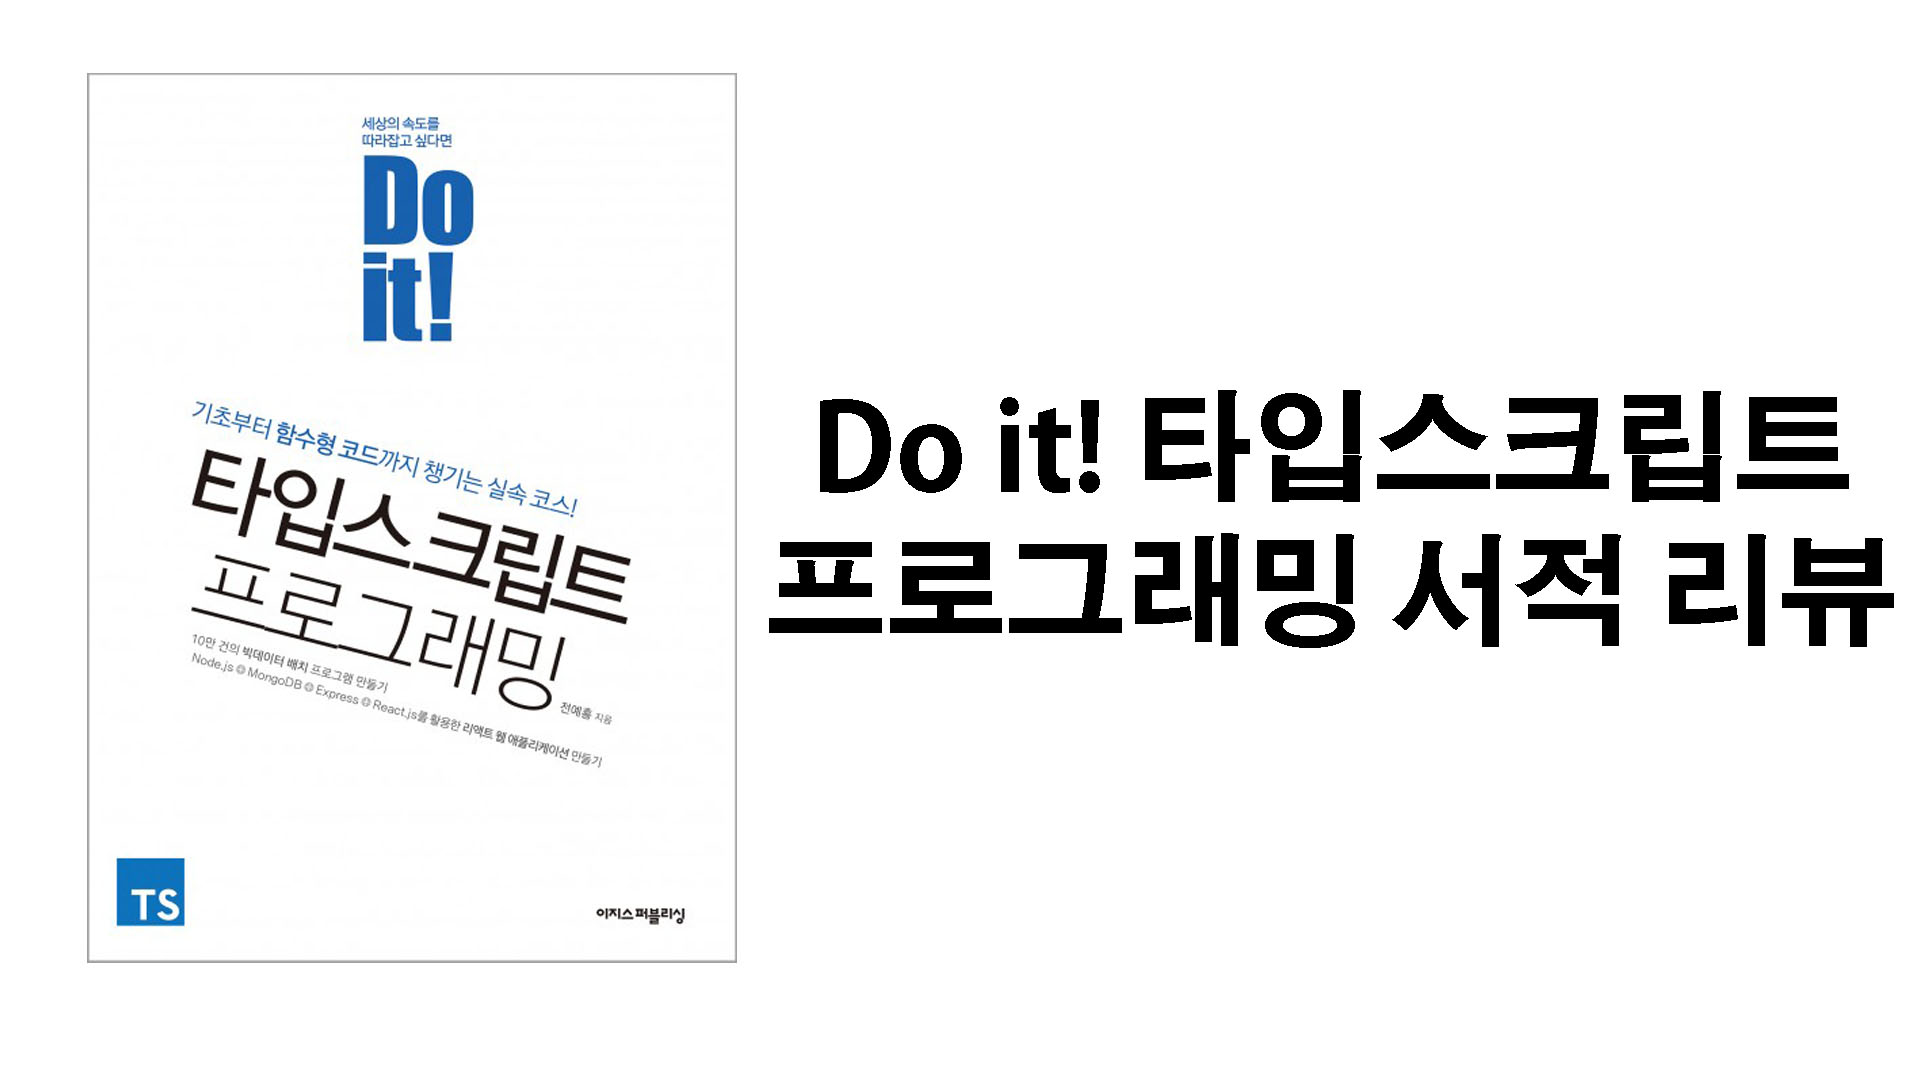 세상의 속도를
따라잡고 싶다면
Do
it!
기초부터 함수형 코드까지 챙기는 실속 코스!
타입스크립트
프로그래밍
전예홍 지음
10만 건의 빅데이터 배치 프로그램 만들기
Node.js ◎ MongoDB ◎ Express ◎ React.js를 활용한 리액트 웹 애플리케이션 만들기
TS
이지스퍼블리싱
Do it! 타입스크립트
프로그래밍 서적 리뷰